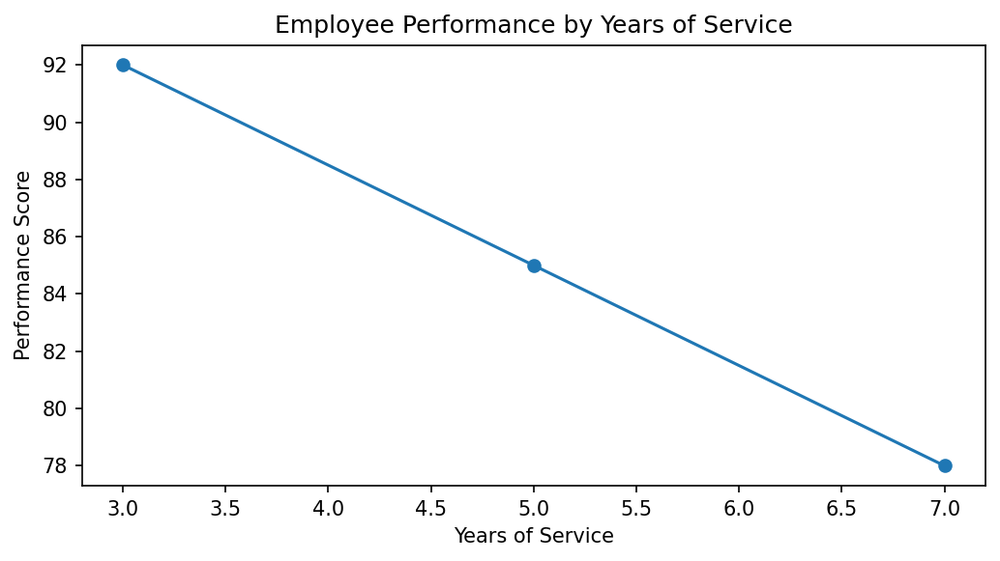 Employee Performance by Years of Service
92
90
88
86
84
82
80
78
Performance Score
3.0 3.5 4.0 4.5 5.0 5.5 6.0 6.5 7.0
Years of Service